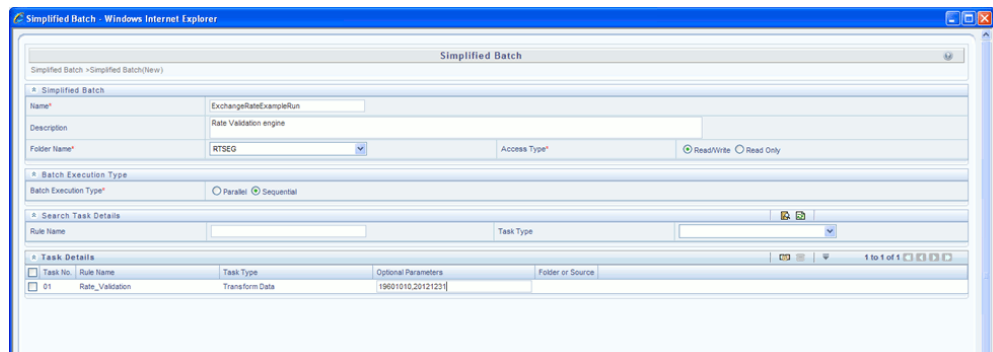 Simplified Batch - Windows Internet Explorer
Simplified Batch
Simplified Batch >Simplified Batch(New)
Simplified Batch
Name* ExchangeRateExampleRun
Description Rate Validation engine
Folder Name* RTSEG Access Type* Read/Write Read Only
Batch Execution Type
Batch Execution Type* Parallel Sequential
Search Task Details
Rule Name Task Type
Task Details 1 to 1 of 1
Task No. Rule Name Task Type Optional Parameters Folder or Source
01 Rate_Validation Transform Data 19601010,20121231